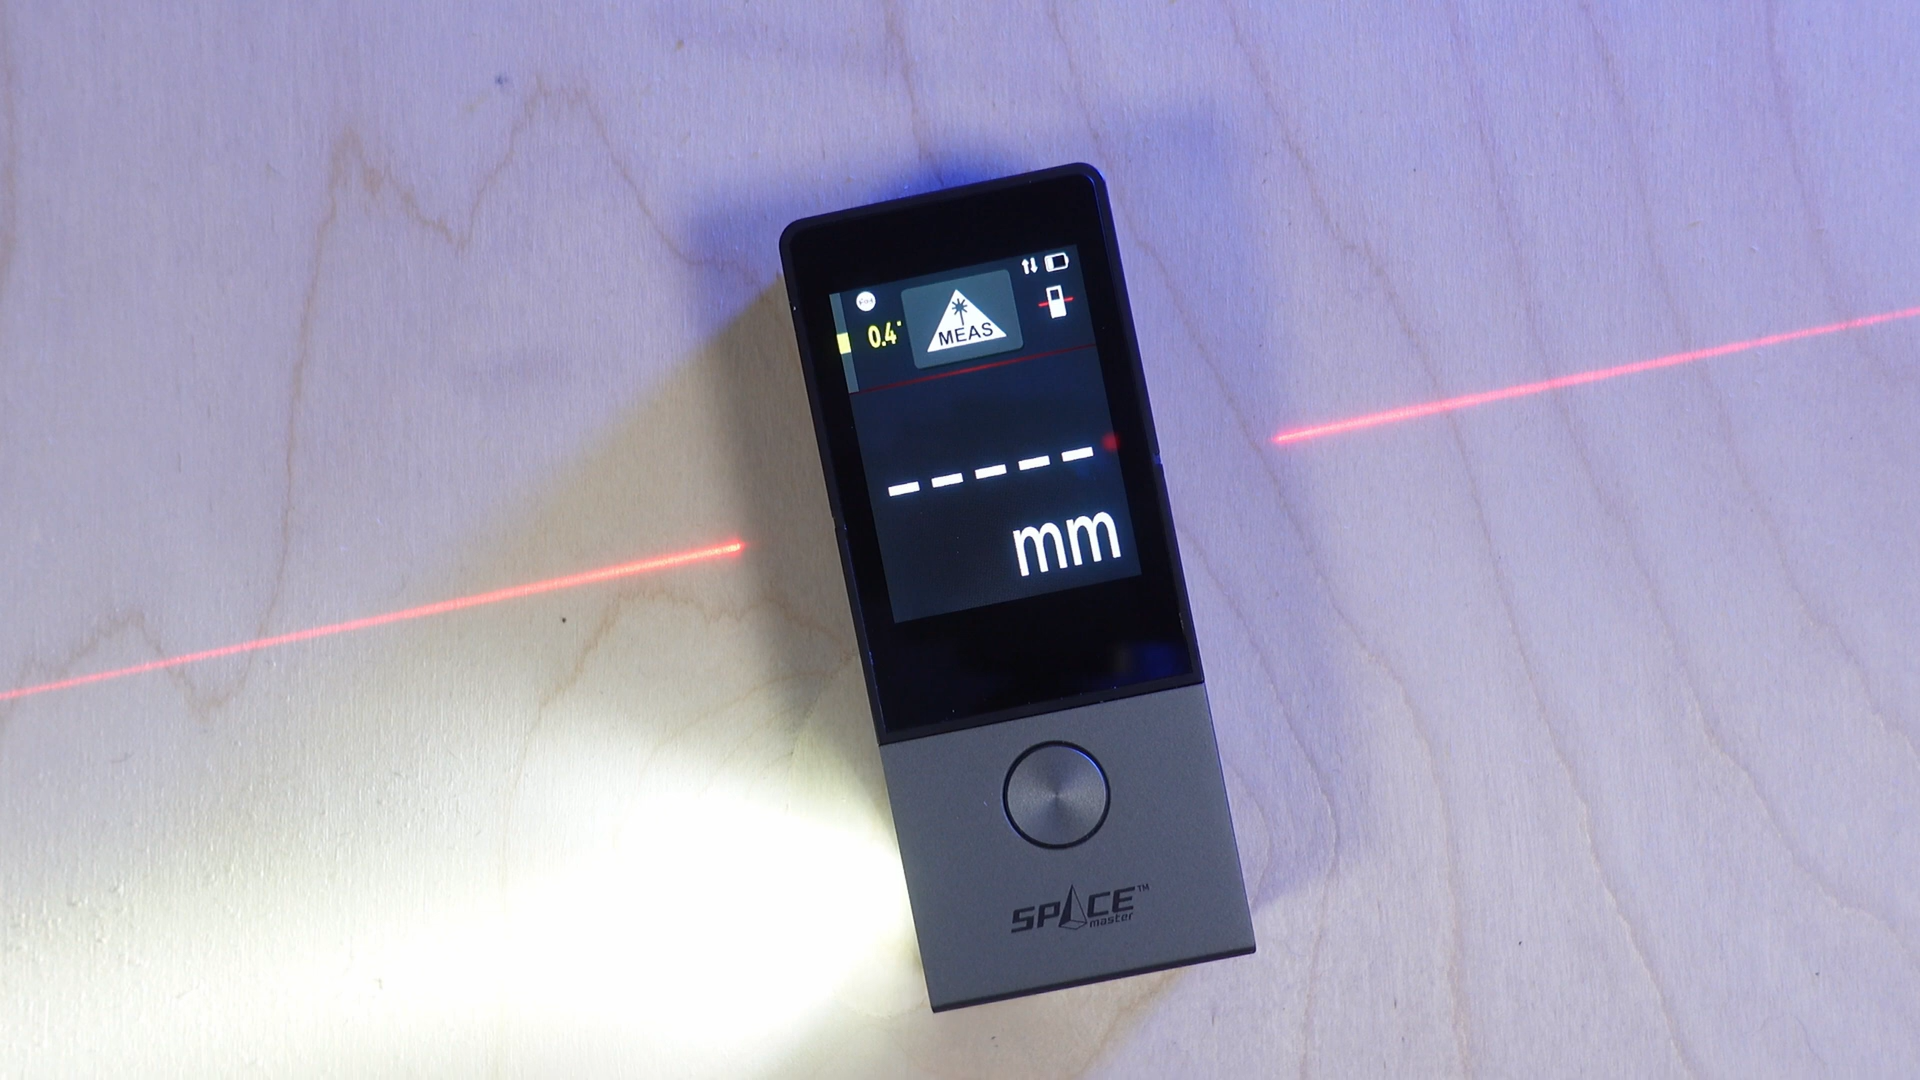 0.4°
MEAS
-----
mm
SPACE™
master